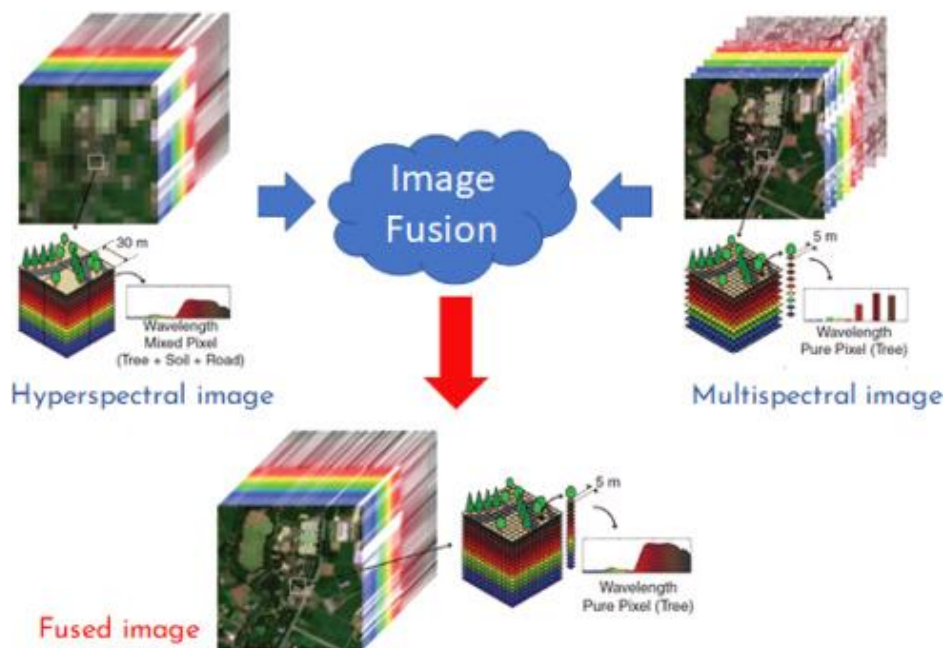 Image
Fusion
30 m
Wavelength
Mixed Pixel
(Tree + Soil + Road)
Hyperspectral image
5 m
Wavelength
Pure Pixel (Tree)
Multispectral image
5 m
Wavelength
Pure Pixel (Tree)
Fused image